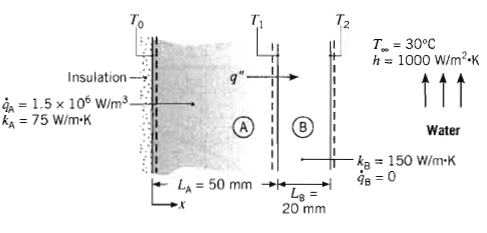 T₀
T₁
T₂
T∞ = 30°C
h = 1000 W/m²•K
Insulation
q"
q̇A = 1.5 x 10⁶ W/m³
kA = 75 W/m•K
A
B
Water
kB = 150 W/m•K
q̇B = 0
LA = 50 mm
LB =
20 mm
x